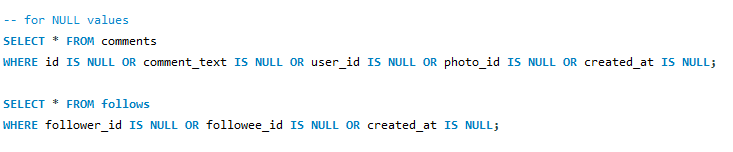 -- for NULL values
SELECT * FROM comments
WHERE id IS NULL OR comment_text IS NULL OR user_id IS NULL OR photo_id IS NULL OR created_at IS NULL;
SELECT * FROM follows
WHERE follower_id IS NULL OR followee_id IS NULL OR created_at IS NULL;